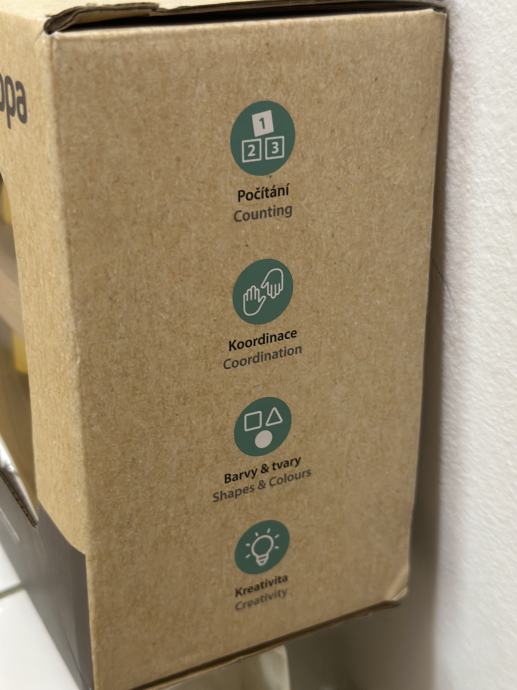 opa
1
2 3
Počítání
Counting
Koordinace
Coordination
Barvy & tvary
Shapes & Colours
Kreativita
Creativity